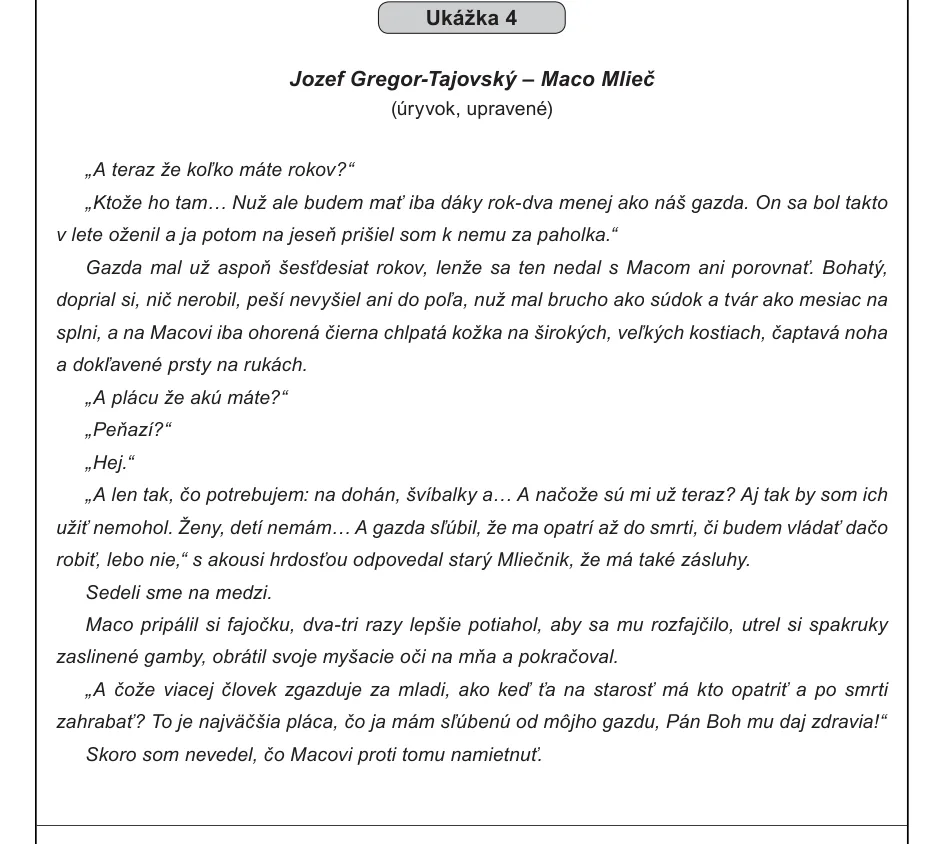 Ukážka 4
Jozef Gregor-Tajovský – Maco Mlieč
(úryvok, upravené)
„A teraz že koľko máte rokov?“
„Ktože ho tam… Nuž ale budem mať iba dáky rok-dva menej ako náš gazda. On sa bol takto
v lete oženil a ja potom na jeseň prišiel som k nemu za paholka.“
Gazda mal už aspoň šesťdesiat rokov, lenže sa ten nedal s Macom ani porovnať. Bohatý,
doprial si, nič nerobil, peší nevyšiel ani do poľa, nuž mal brucho ako súdok a tvár ako mesiac na
splni, a na Macovi iba ohorená čierna chlpatá kožka na širokých, veľkých kostiach, čaptavá noha
a dokľavené prsty na rukách.
„A plácu že akú máte?“
„Peňazí?“
„Hej.“
„A len tak, čo potrebujem: na dohán, švíbalky a… A načože sú mi už teraz? Aj tak by som ich
užiť nemohol. Ženy, detí nemám… A gazda sľúbil, že ma opatrí až do smrti, či budem vládať dačo
robiť, lebo nie,“ s akousi hrdosťou odpovedal starý Mliečnik, že má také zásluhy.
Sedeli sme na medzi.
Maco pripálil si fajočku, dva-tri razy lepšie potiahol, aby sa mu rozfajčilo, utrel si spakruky
zaslinené gamby, obrátil svoje myšacie oči na mňa a pokračoval.
„A čože viacej človek zgazduje za mladi, ako keď ťa na starosť má kto opatriť a po smrti
zahrabať? To je najväčšia pláca, čo ja mám sľúbenú od môjho gazdu, Pán Boh mu daj zdravia!“
Skoro som nevedel, čo Macovi proti tomu namietnuť.